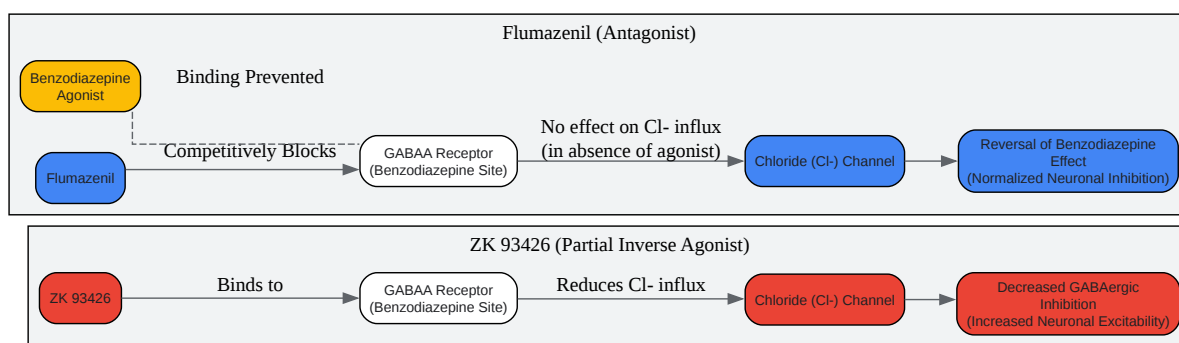 Flumazenil (Antagonist)
Benzodiazepine
Agonist
Binding Prevented
Flumazenil
Competitively Blocks
GABAA Receptor
(Benzodiazepine Site)
No effect on Cl- influx
(in absence of agonist)
Chloride (Cl-) Channel
Reversal of Benzodiazepine
Effect
(Normalized Neuronal Inhibition)
ZK 93426 (Partial Inverse Agonist)
ZK 93426
Binds to
GABAA Receptor
(Benzodiazepine Site)
Reduces Cl- influx
Chloride (Cl-) Channel
Decreased GABAergic
Inhibition
(Increased Neuronal Excitability)